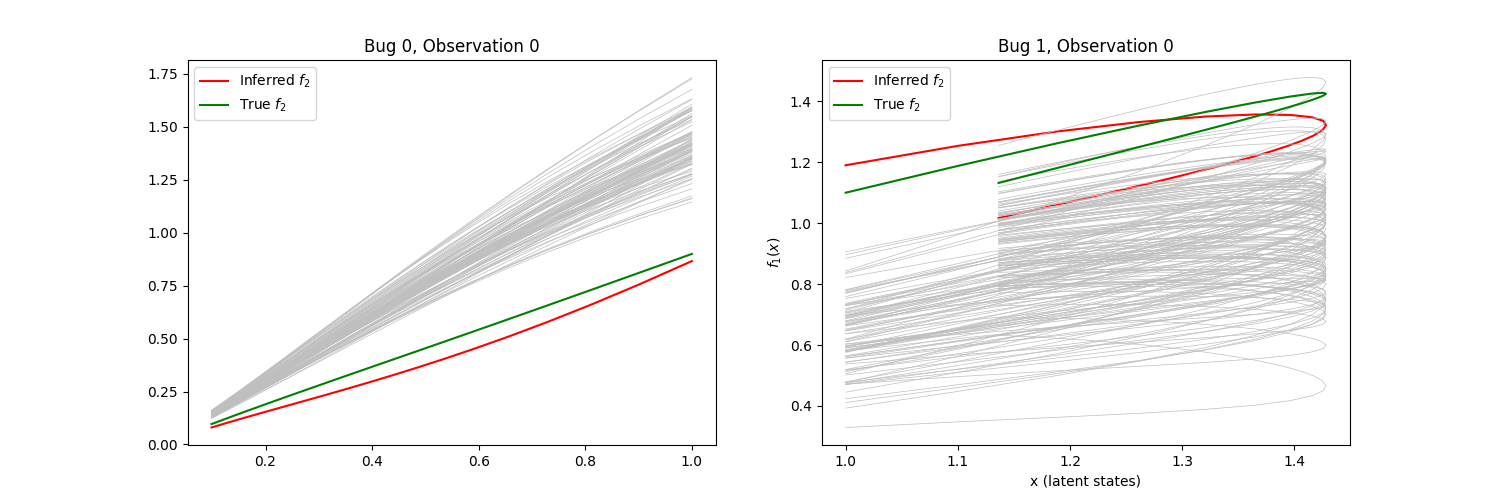 Bug 0, Observation 0
Inferred f₂
True f₂
1.75
1.50
1.25
1.00
0.75
0.50
0.25
0.00
0.2 0.4 0.6 0.8 1.0
Bug 1, Observation 0
Inferred f₂
True f₂
f₁(x)
1.4
1.2
1.0
0.8
0.6
0.4
1.0 1.1 1.2 1.3 1.4
x (latent states)